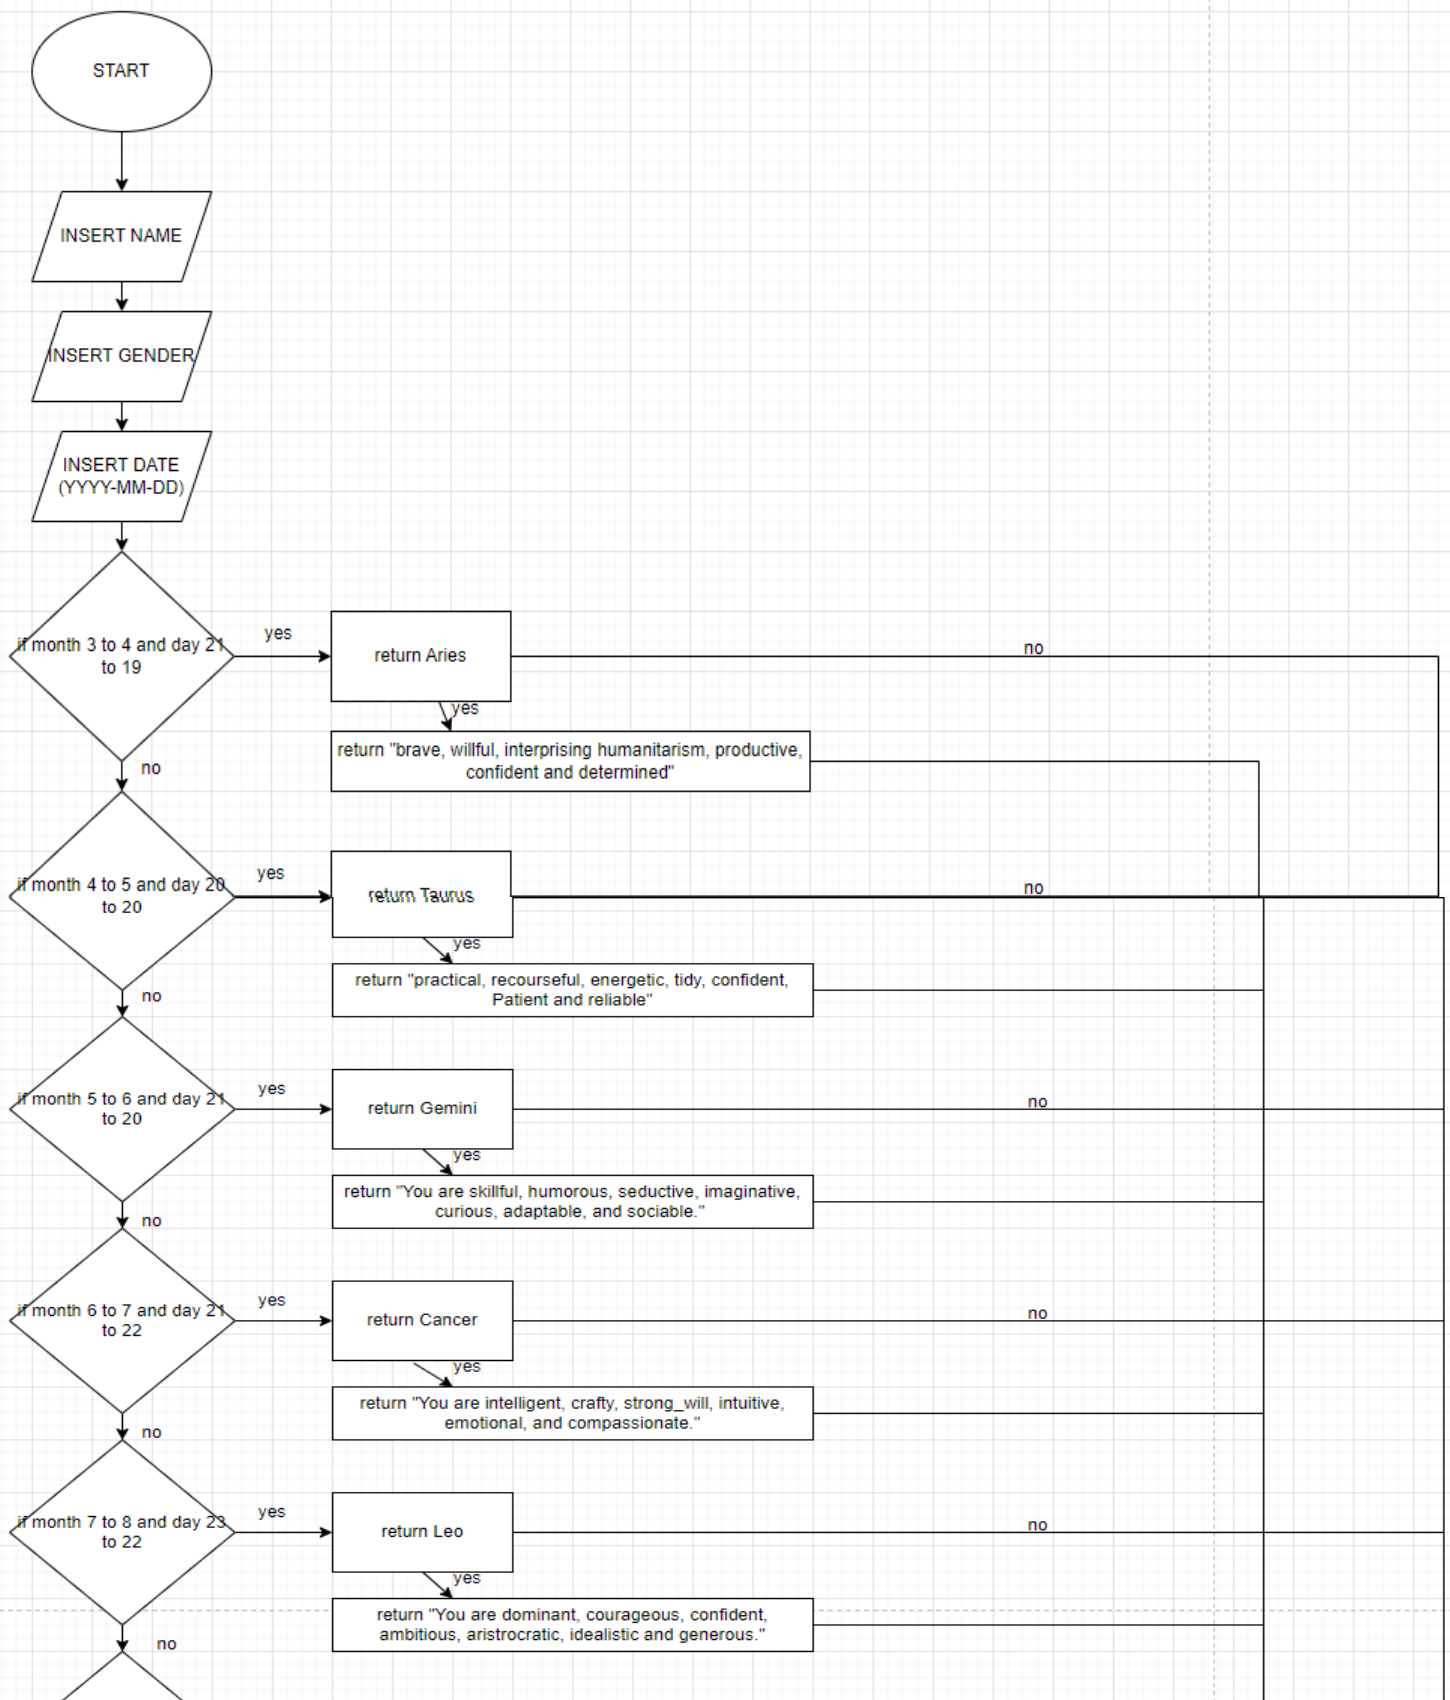 START
INSERT NAME
INSERT GENDER
INSERT DATE
(YYYY-MM-DD)
if month 3 to 4 and day 21
to 19
yes
return Aries
no
yes
return "brave, willful, interprising humanitarism, productive,
confident and determined"
no
if month 4 to 5 and day 20
to 20
yes
return Taurus
no
yes
return "practical, recourseful, energetic, tidy, confident,
Patient and reliable"
no
if month 5 to 6 and day 21
to 20
yes
return Gemini
no
yes
return "You are skillful, humorous, seductive, imaginative,
curious, adaptable, and sociable."
no
if month 6 to 7 and day 21
to 22
yes
return Cancer
no
yes
return "You are intelligent, crafty, strong_will, intuitive,
emotional, and compassionate."
no
if month 7 to 8 and day 23
to 22
yes
return Leo
no
yes
return "You are dominant, courageous, confident,
ambitious, aristrocratic, idealistic and generous."
no